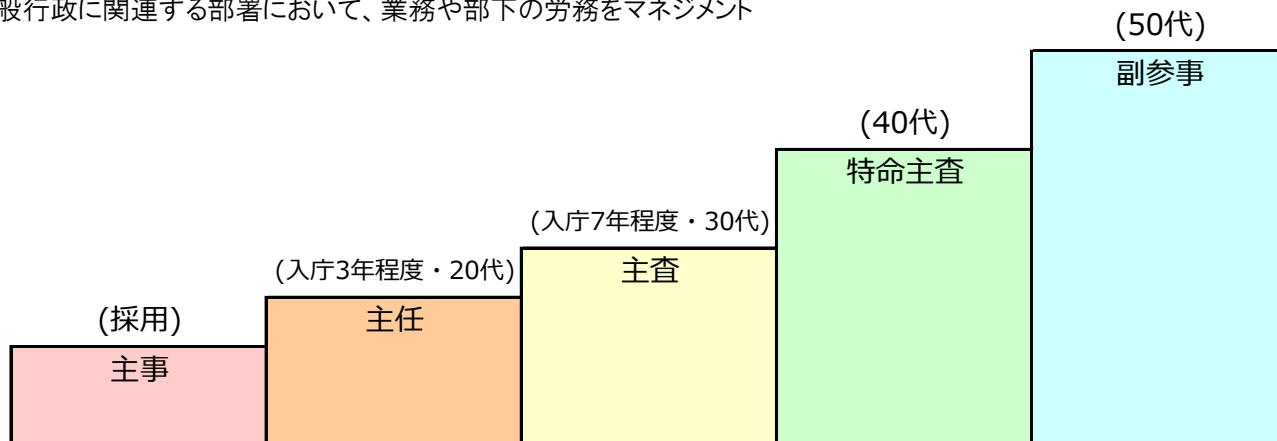 般行政に関連する部署において、業務や部下の労務をマネジメント
(50代)
副参事
(40代)
特命主査
(入庁7年程度・30代)
主査
(入庁3年程度・20代)
主任
(採用)
主事